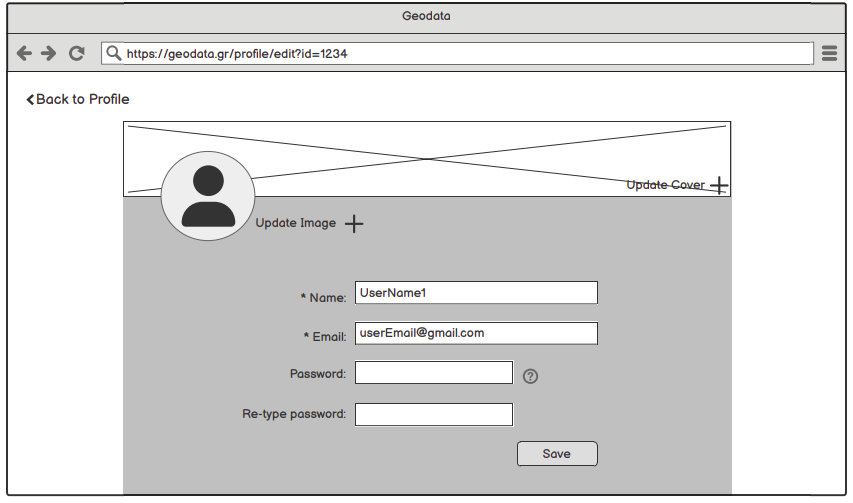 Geodata
https://geodata.gr/profile/edit?id=1234
Back to Profile
Update Cover
Update Image
* Name: UserName1
* Email: userEmail@gmail.com
Password: ?
Re-type password:
Save